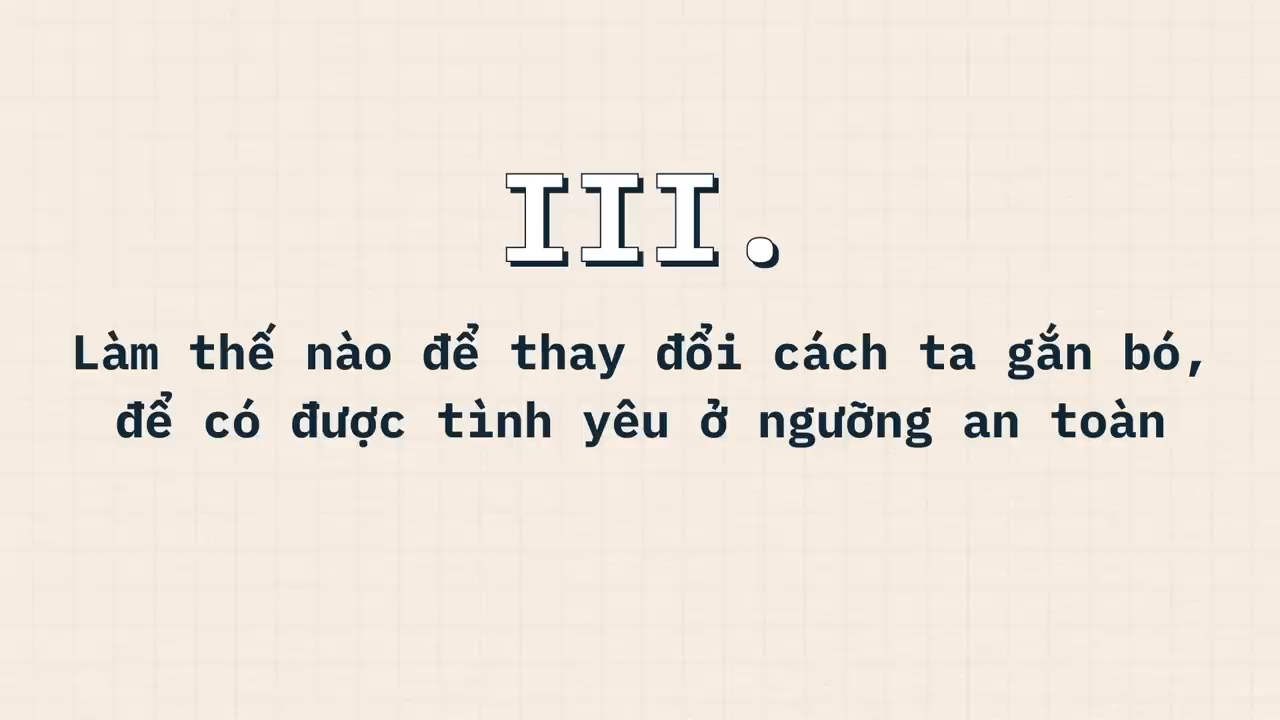 III.
Làm thế nào để thay đổi cách ta gắn bó,
để có được tình yêu ở ngưỡng an toàn